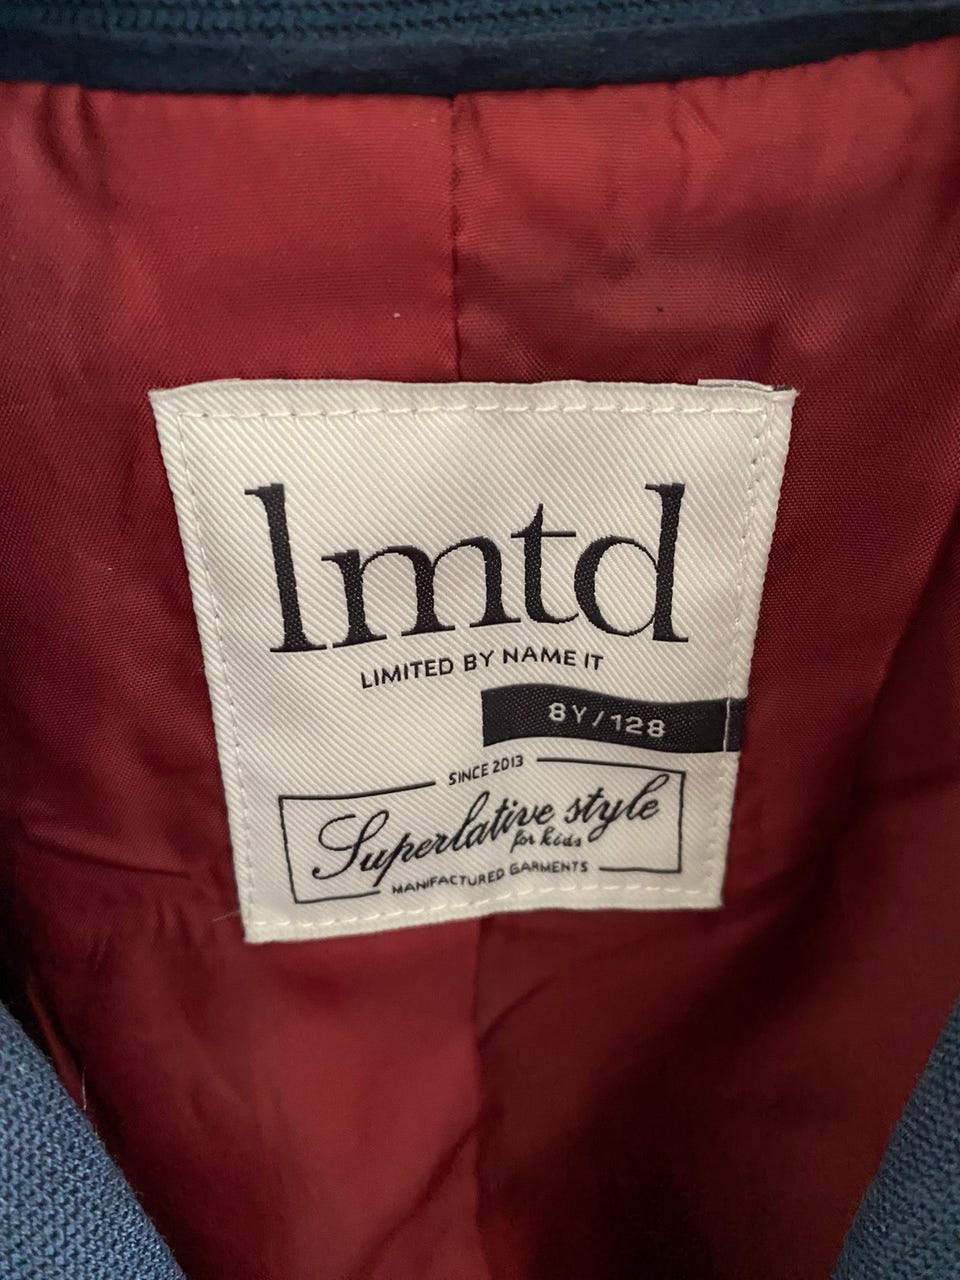 lmtd
LIMITED BY NAME IT
8Y/128
SINCE 2013
Superlative style
for kids
MANIFACTURED GARMENTS